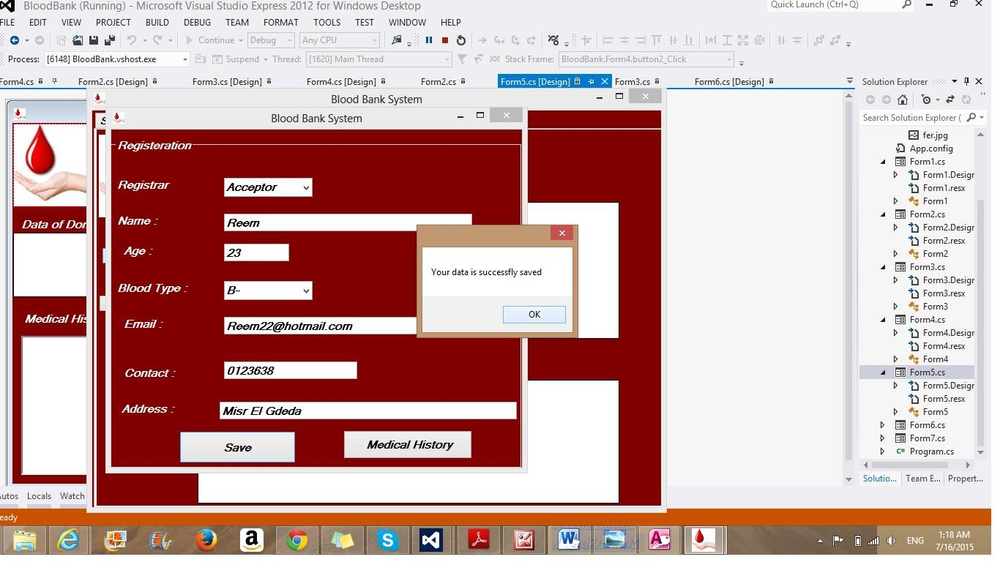 BloodBank (Running) - Microsoft Visual Studio Express 2012 for Windows Desktop
Quick Launch (Ctrl+Q)
FILE EDIT VIEW PROJECT BUILD DEBUG TEAM FORMAT TOOLS TEST WINDOW HELP
Continue Debug Any CPU
Process: [6148] BloodBank.vshost.exe Suspend Thread: [1620] Main Thread Stack Frame: BloodBank.Form4.button2_Click
Form4.cs Form2.cs [Design] Form3.cs [Design] Form4.cs [Design] Form2.cs Form5.cs [Design] Form3.cs Form6.cs [Design]
Solution Explorer
Search Solution Explorer (
Blood Bank System
Blood Bank System
Registeration
Registrar Acceptor
Name : Reem
Age : 23
Blood Type : B-
Email : Reem22@hotmail.com
Contact : 0123638
Address : Misr El Gdeda
Save Medical History
Your data is successfly saved
OK
Data of Don
Medical His
fer.jpg
App.config
Form1.cs
Form1.Design
Form1.resx
Form1
Form2.cs
Form2.Design
Form2.resx
Form2
Form3.cs
Form3.Design
Form3.resx
Form3
Form4.cs
Form4.Design
Form4.resx
Form4
Form5.cs
Form5.Design
Form5.resx
Form5
Form6.cs
Form7.cs
C# Program.cs
Solutio... Team E... Propert...
utos Locals Watch
eady
ENG
1:18 AM
7/16/2015